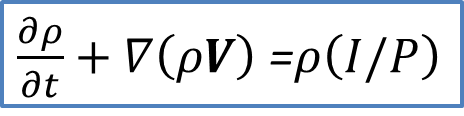 ∂ρ/∂t + ∇(ρV) =ρ(I/P)